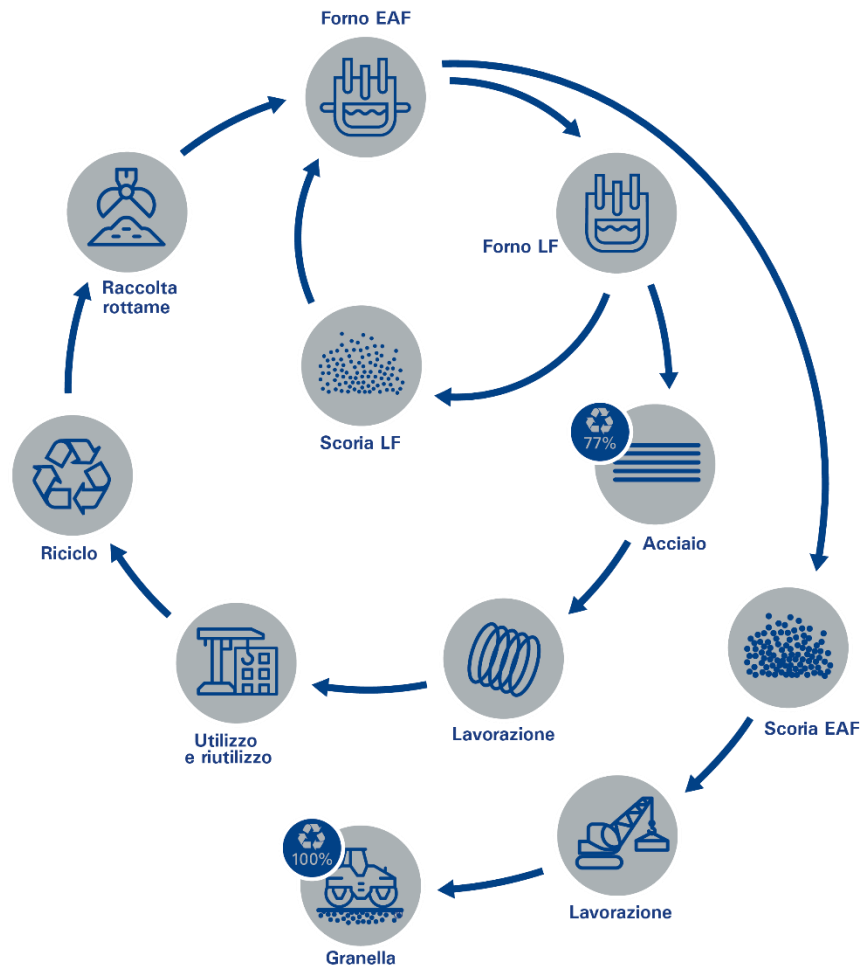 Forno EAF
Forno LF
Raccolta
rottame
Scoria LF
77%
Acciaio
Riciclo
Utilizzo
e riutilizzo
Lavorazione
Scoria EAF
100%
Granella
Lavorazione